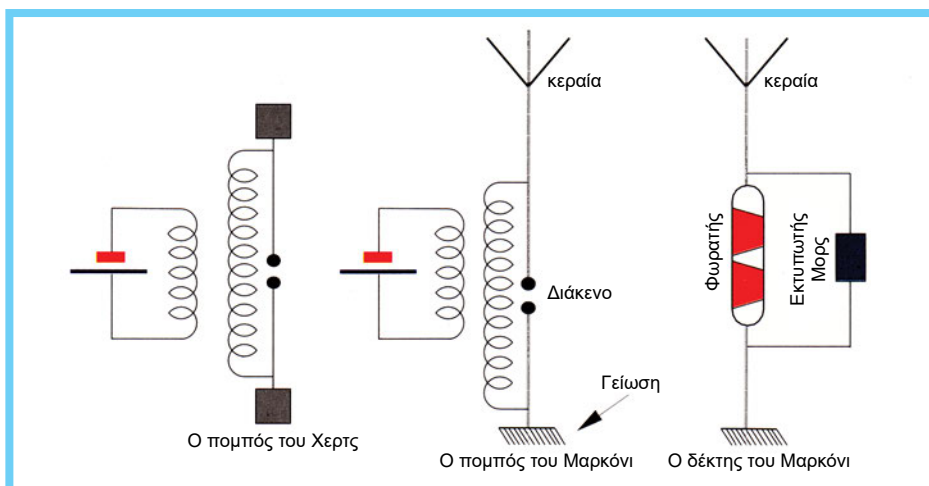 κεραία
κεραία
Φωρατής
Εκτυπωτής
Μορς
Διάκενο
Γείωση
Ο πομπός του Χερτς
Ο πομπός του Μαρκόνι
Ο δέκτης του Μαρκόνι